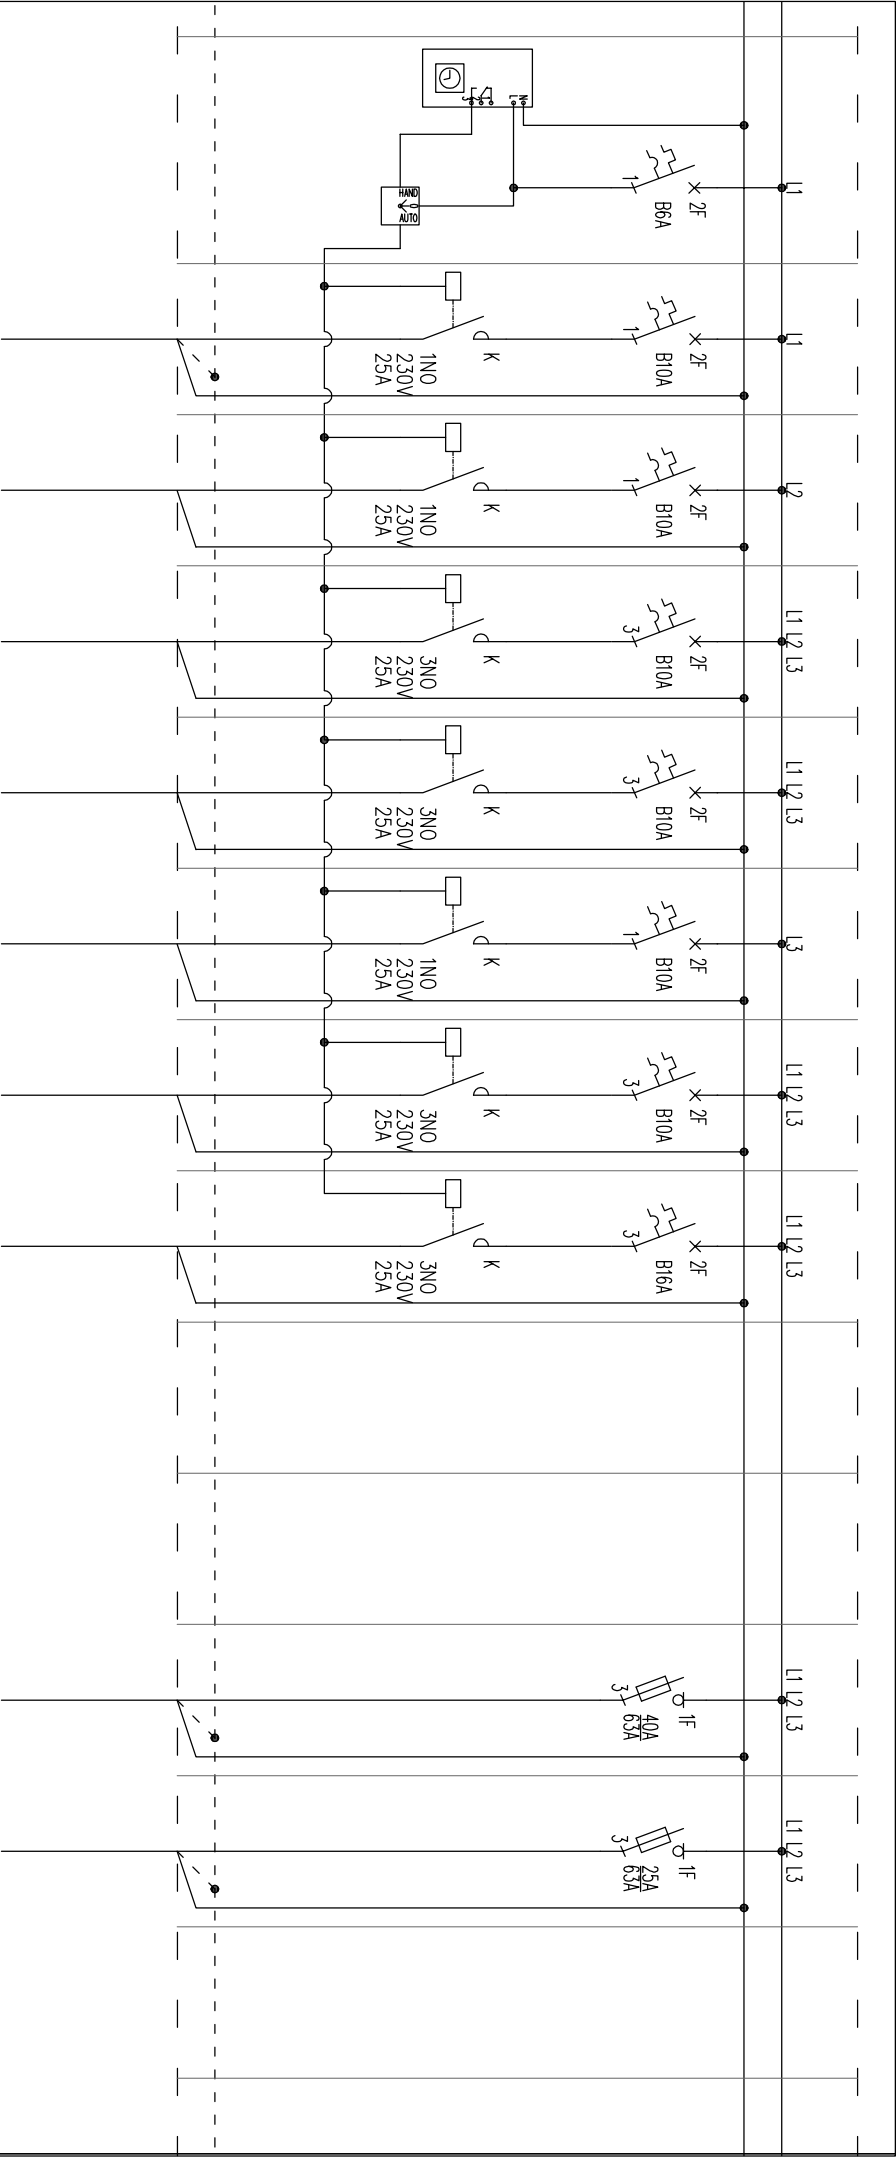 N
L
1
2
3
HAND
0
AUTO
1
B6A
2F
L1
1NO
230V
25A
K
1
B10A
2F
L1
1NO
230V
25A
K
1
B10A
2F
L2
3NO
230V
25A
K
3
B10A
2F
L1 L2 L3
3NO
230V
25A
K
3
B10A
2F
L1 L2 L3
1NO
230V
25A
K
1
B10A
2F
L3
3NO
230V
25A
K
3
B10A
2F
L1 L2 L3
3NO
230V
25A
K
3
B16A
2F
L1 L2 L3
3
40A
63A
1F
L1 L2 L3
3
25A
63A
1F
L1 L2 L3